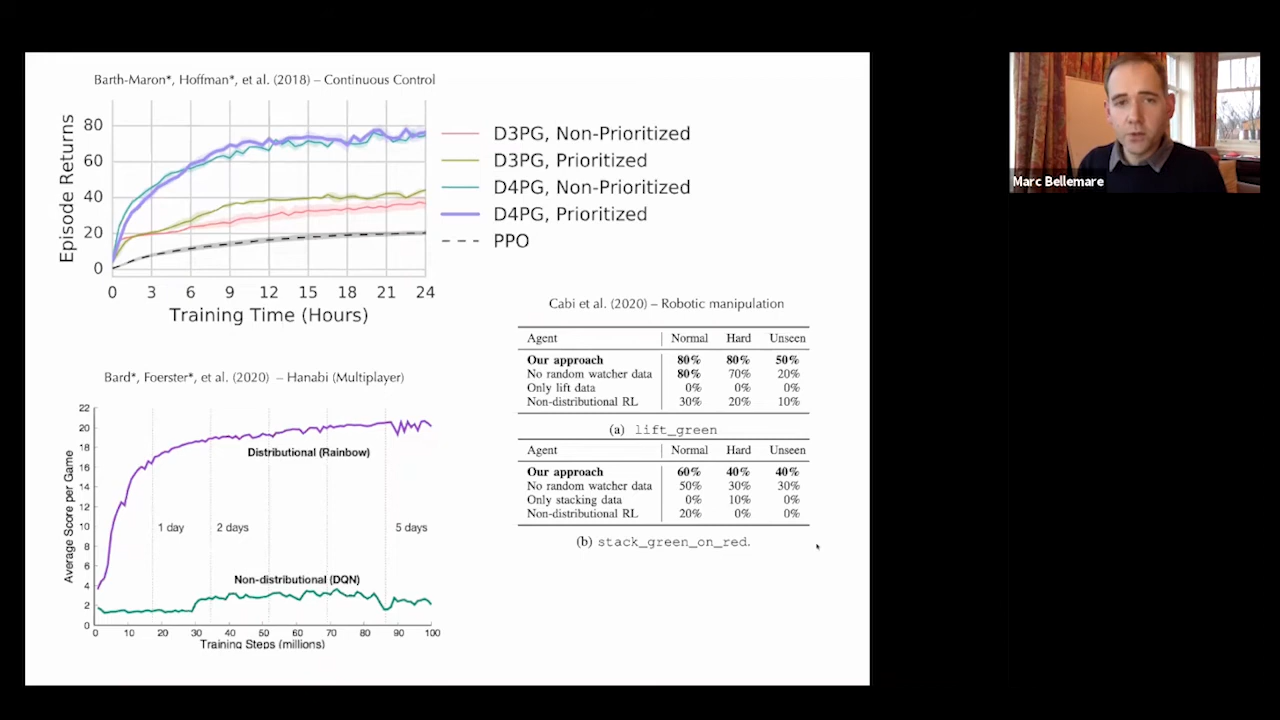 Barth-Maron*, Hoffman*, et al. (2018) – Continuous Control
Episode Returns
80
60
40
20
0
0 3 6 9 12 15 18 21 24
Training Time (Hours)
D3PG, Non-Prioritized
D3PG, Prioritized
D4PG, Non-Prioritized
D4PG, Prioritized
PPO
Marc Bellemare
Cabi et al. (2020) – Robotic manipulation
Agent Normal Hard Unseen
Our approach 80% 80% 50%
No random watcher data 80% 70% 20%
Only lift data 0% 0% 0%
Non-distributional RL 30% 20% 10%
(a) lift_green
Agent Normal Hard Unseen
Our approach 60% 40% 40%
No random watcher data 50% 30% 30%
Only stacking data 0% 10% 0%
Non-distributional RL 20% 0% 0%
(b) stack_green_on_red.
Bard*, Foerster*, et al. (2020) – Hanabi (Multiplayer)
Average Score per Game
22
20
18
16
14
12
10
8
6
4
2
0
Distributional (Rainbow)
1 day 2 days 5 days
Non-distributional (DQN)
0 10 20 30 40 50 60 70 80 90 100
Training Steps (millions)